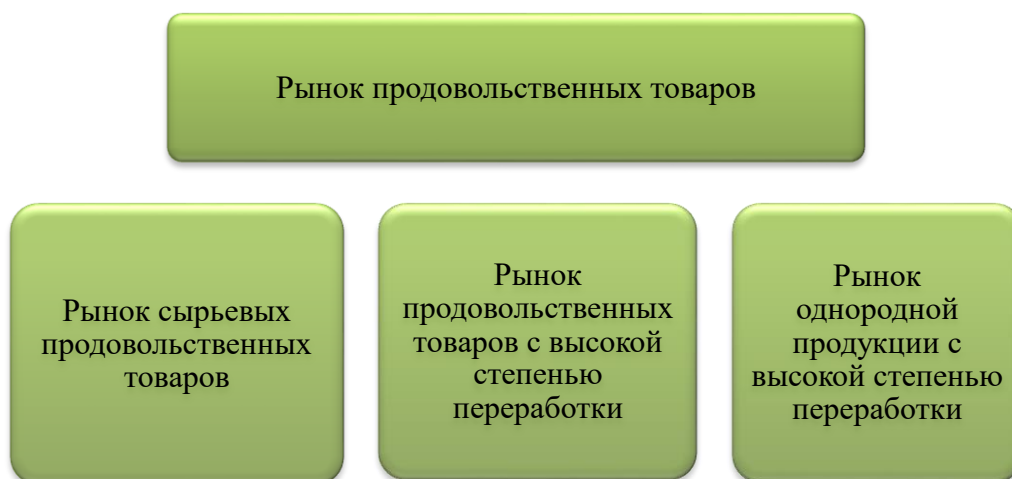 Рынок продовольственных товаров
Рынок сырьевых
продовольственных
товаров
Рынок
продовольственных
товаров с высокой
степенью
переработки
Рынок
однородной
продукции с
высокой степенью
переработки